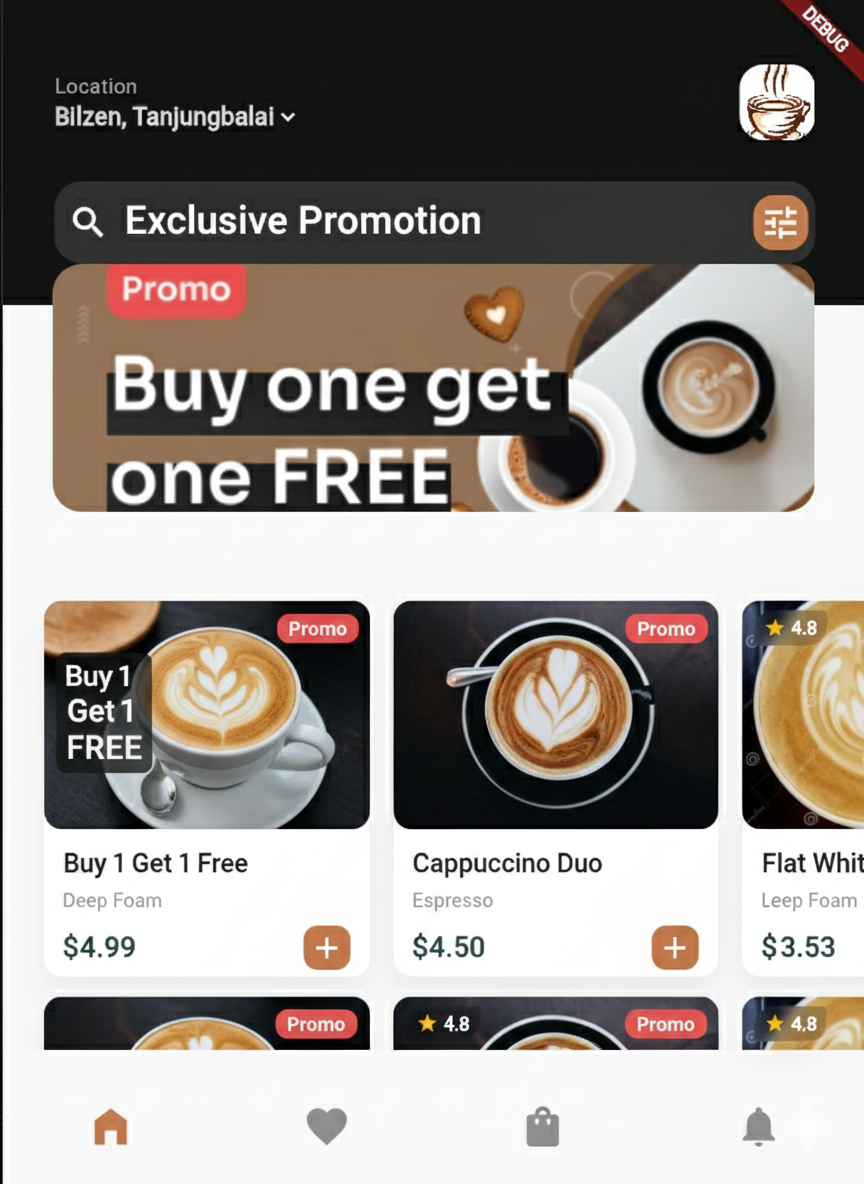 DEBUG
Location
Bilzen, Tanjungbalai
Exclusive Promotion
Promo
Buy one get
one FREE
Promo
Buy 1
Get 1
FREE
Buy 1 Get 1 Free
Deep Foam
$4.99
Promo
Cappuccino Duo
Espresso
$4.50
4.8
Flat Whit
Leep Foam
$3.53
Promo
4.8
Promo
4.8